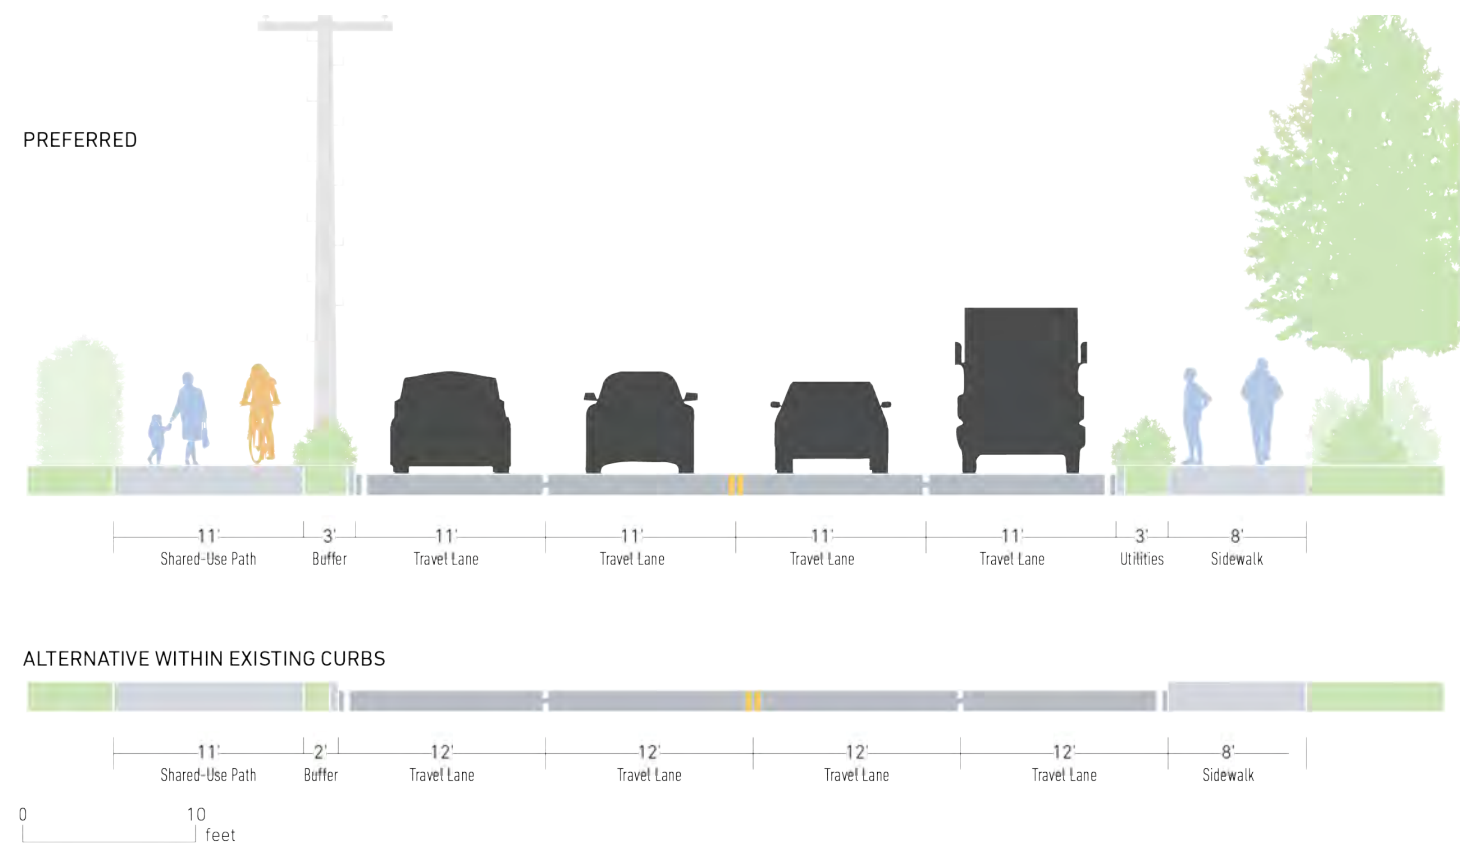 PREFERRED
11' 3' 11' 11' 11' 11' 3' 8'
Shared-Use Path Buffer Travel Lane Travel Lane Travel Lane Travel Lane Utilities Sidewalk
ALTERNATIVE WITHIN EXISTING CURBS
11' 2' 12' 12' 12' 12' 8'
Shared-Use Path Buffer Travel Lane Travel Lane Travel Lane Travel Lane Sidewalk
0 10
feet